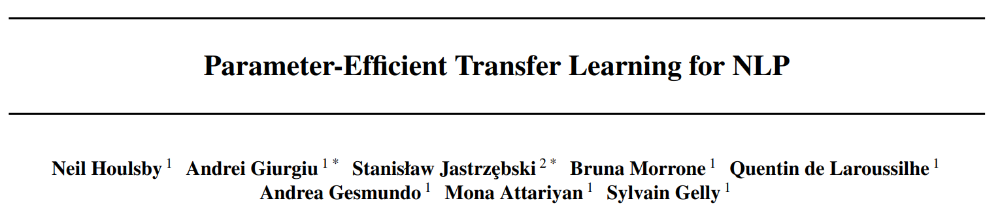 Parameter-Efficient Transfer Learning for NLP
Neil Houlsby 1 Andrei Giurgiu 1 * Stanisław Jastrzębski 2 * Bruna Morrone 1 Quentin de Laroussilhe 1
Andrea Gesmundo 1 Mona Attariyan 1 Sylvain Gelly 1